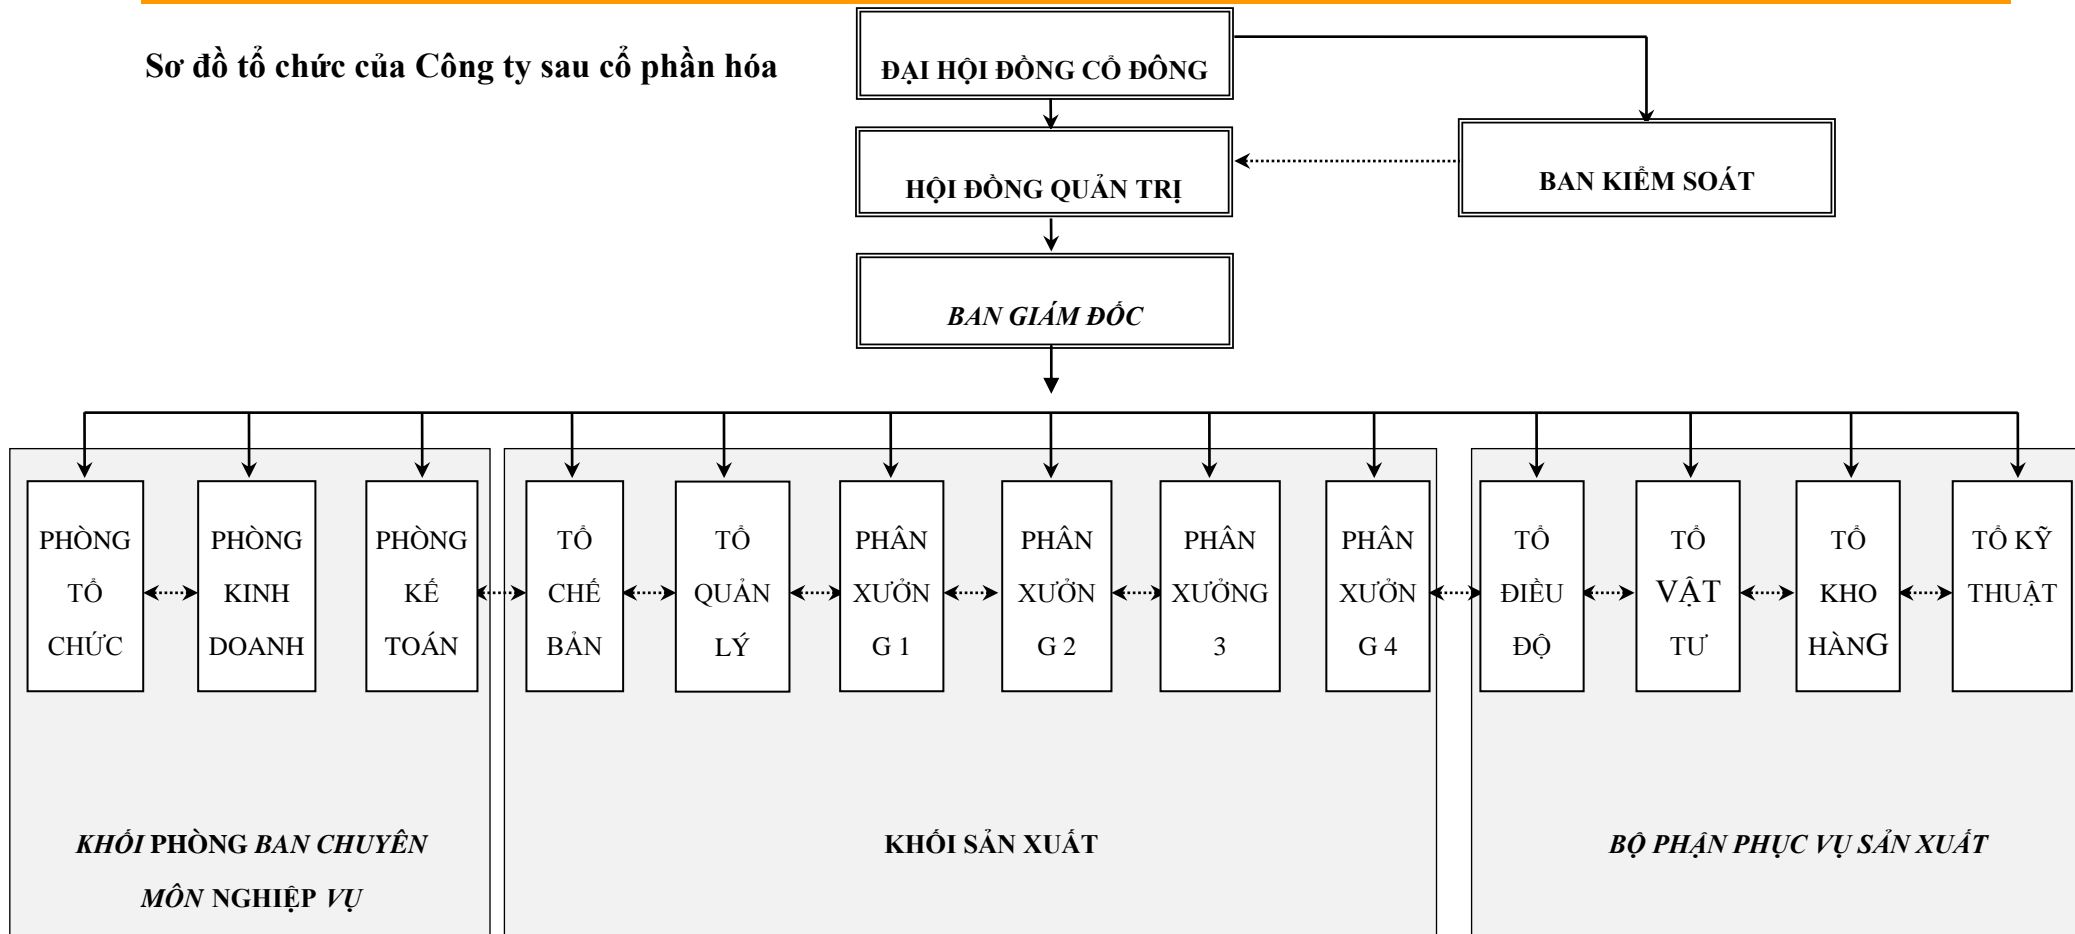 Sơ đồ tổ chức của Công ty sau cổ phần hóa
ĐẠI HỘI ĐỒNG CỔ ĐÔNG
HỘI ĐỒNG QUẢN TRỊ
BAN KIỂM SOÁT
BAN GIÁM ĐỐC
PHÒNG
TỔ
CHỨC
PHÒNG
KINH
DOANH
PHÒNG
KẾ
TOÁN
TỔ
CHẾ
BẢN
TỔ
QUẢN
LÝ
PHÂN
XƯỞN
G 1
PHÂN
XƯỞN
G 2
PHÂN
XƯỞNG
3
PHÂN
XƯỞN
G 4
TỔ
ĐIỀU
ĐỘ
TỔ
VẬT
TƯ
TỔ
KHO
HÀNG
TỔ KỸ
THUẬT
KHỐI PHÒNG BAN CHUYÊN
MÔN NGHIỆP VỤ
KHỐI SẢN XUẤT
BỘ PHẬN PHỤC VỤ SẢN XUẤT